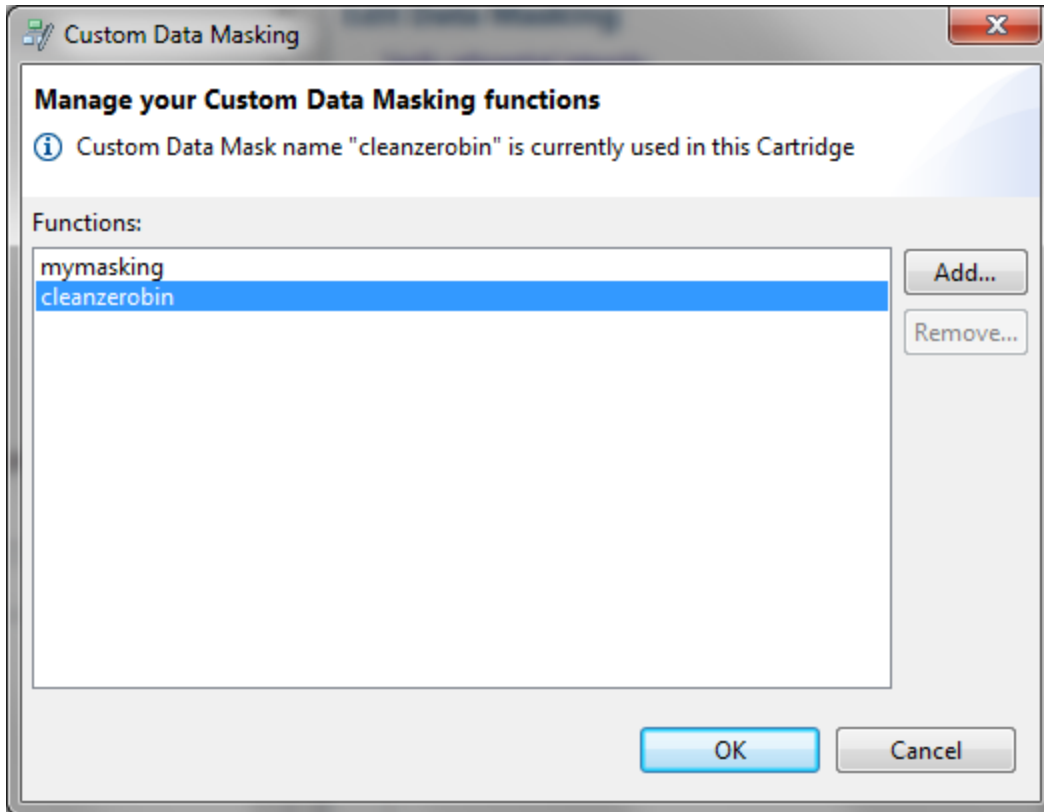 Custom Data Masking
Manage your Custom Data Masking functions
Custom Data Mask name "cleanzerobin" is currently used in this Cartridge
Functions:
mymasking
Add...
cleanzerobin
Remove...
OK Cancel